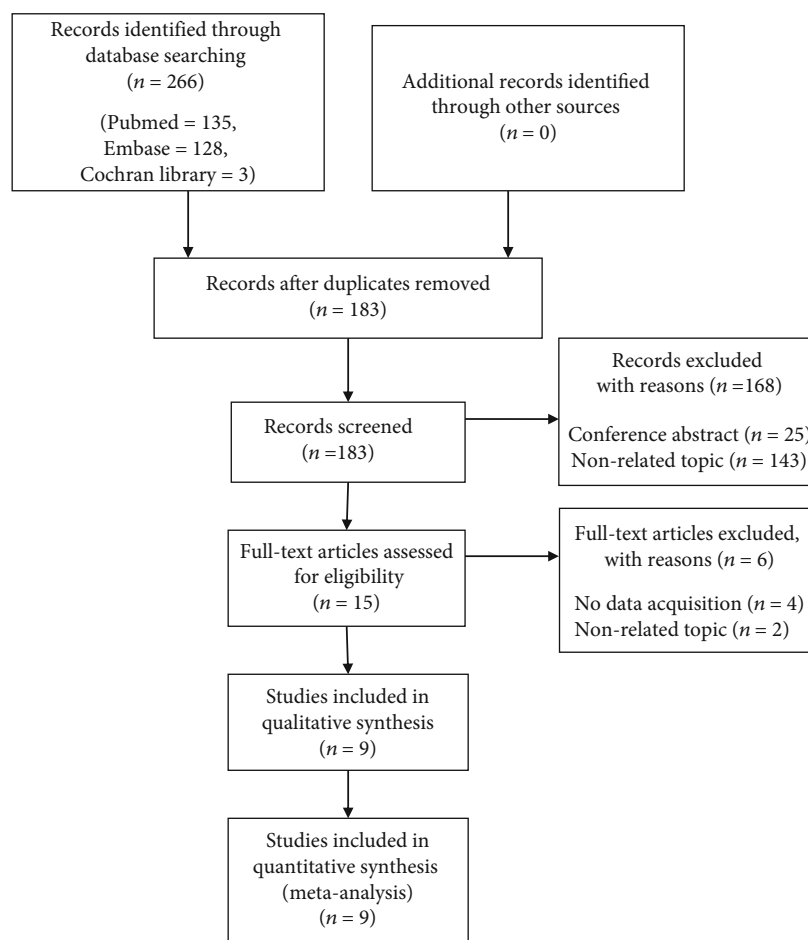 Records identified through
database searching
(n = 266)
(Pubmed = 135,
Embase = 128,
Cochran library = 3)
Additional records identified
through other sources
(n = 0)
Records after duplicates removed
(n = 183)
Records screened
(n =183)
Records excluded
with reasons (n =168)
Conference abstract (n = 25)
Non-related topic (n = 143)
Full-text articles assessed
for eligibility
(n = 15)
Full-text articles excluded,
with reasons (n = 6)
No data acquisition (n = 4)
Non-related topic (n = 2)
Studies included in
qualitative synthesis
(n = 9)
Studies included in
quantitative synthesis
(meta-analysis)
(n = 9)